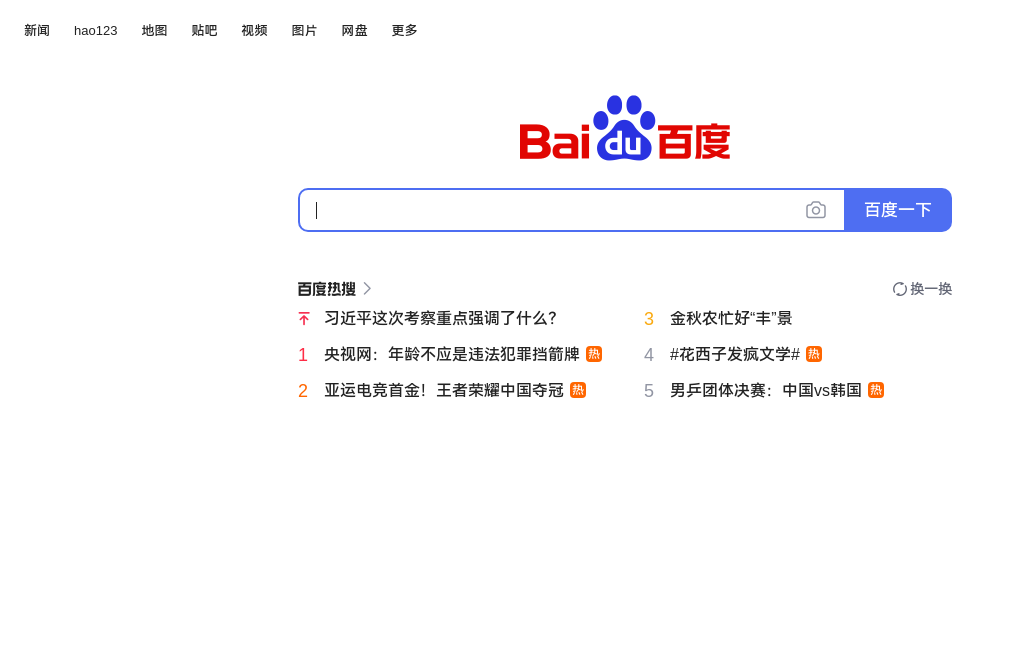 新闻 hao123 地图 贴吧 视频 图片 网盘 更多
Bai du 百度
百度一下
百度热搜 换一换
习近平这次考察重点强调了什么？
1 央视网：年龄不应是违法犯罪挡箭牌 热
2 亚运电竞首金！王者荣耀中国夺冠 热
3 金秋农忙好“丰”景
4 #花西子发疯文学# 热
5 男乒团体决赛：中国vs韩国 热